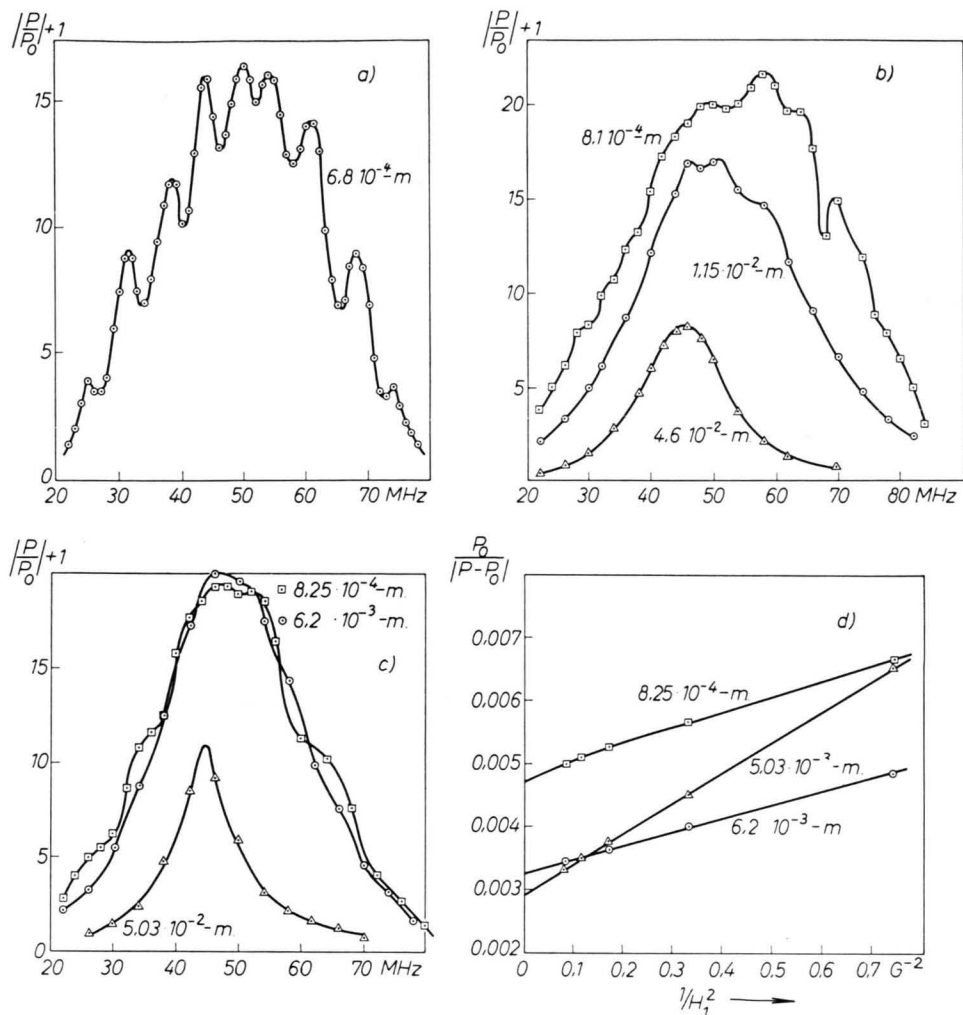 |P/P₀|+1
a)
15
10
5
0
6,8 10⁻⁴-m
20 30 40 50 60 70 MHz
|P/P₀|+1
b)
20
15
10
5
8,1 10⁻⁴-m
1,15·10⁻²-m.
4,6 10⁻²-m.
20 30 40 50 60 70 80 MHz
|P/P₀|+1
c)
15
10
5
0
8,25·10⁻⁴-m.
6,2 ·10⁻³-m.
5,03·10⁻²-m.
20 30 40 50 60 70 MHz
P₀/|P-P₀|
d)
0,007
0,006
0,005
0,004
0,003
0,002
8,25·10⁻⁴-m.
5,03·10⁻³-m.
6,2 10⁻³-m
0 0,1 0,2 0,3 0,4 0,5 0,6 0,7 G⁻²
1/H₁² →